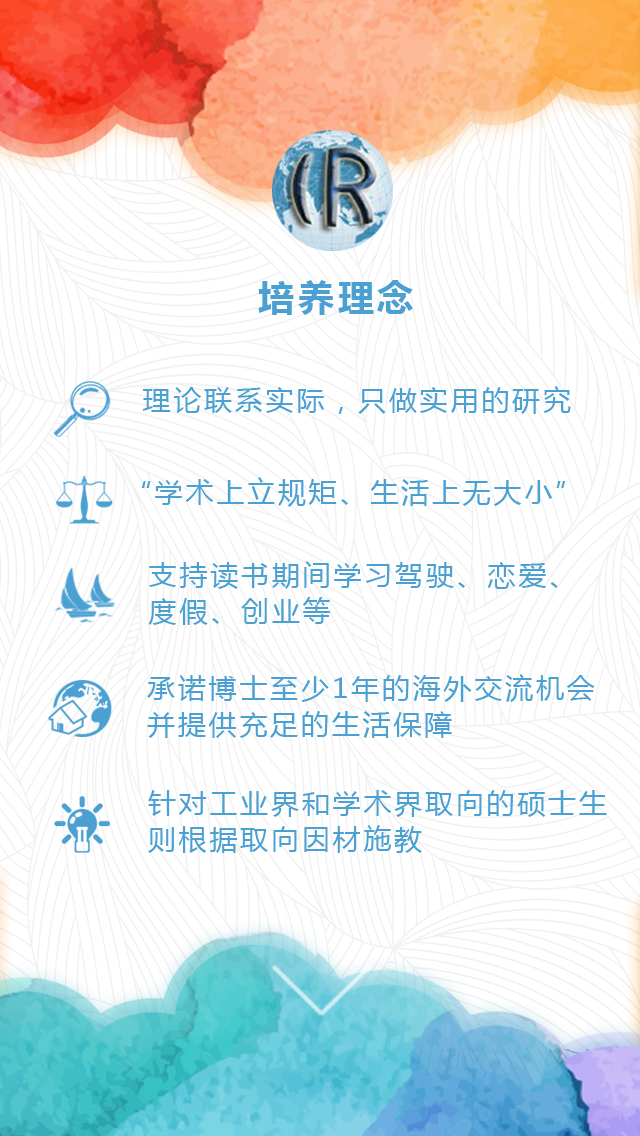 IR
培养理念
理论联系实际，只做实用的研究
“学术上立规矩、生活上无大小”
支持读书期间学习驾驶、恋爱、
度假、创业等
承诺博士至少1年的海外交流机会
并提供充足的生活保障
针对工业界和学术界取向的硕士生
则根据取向因材施教